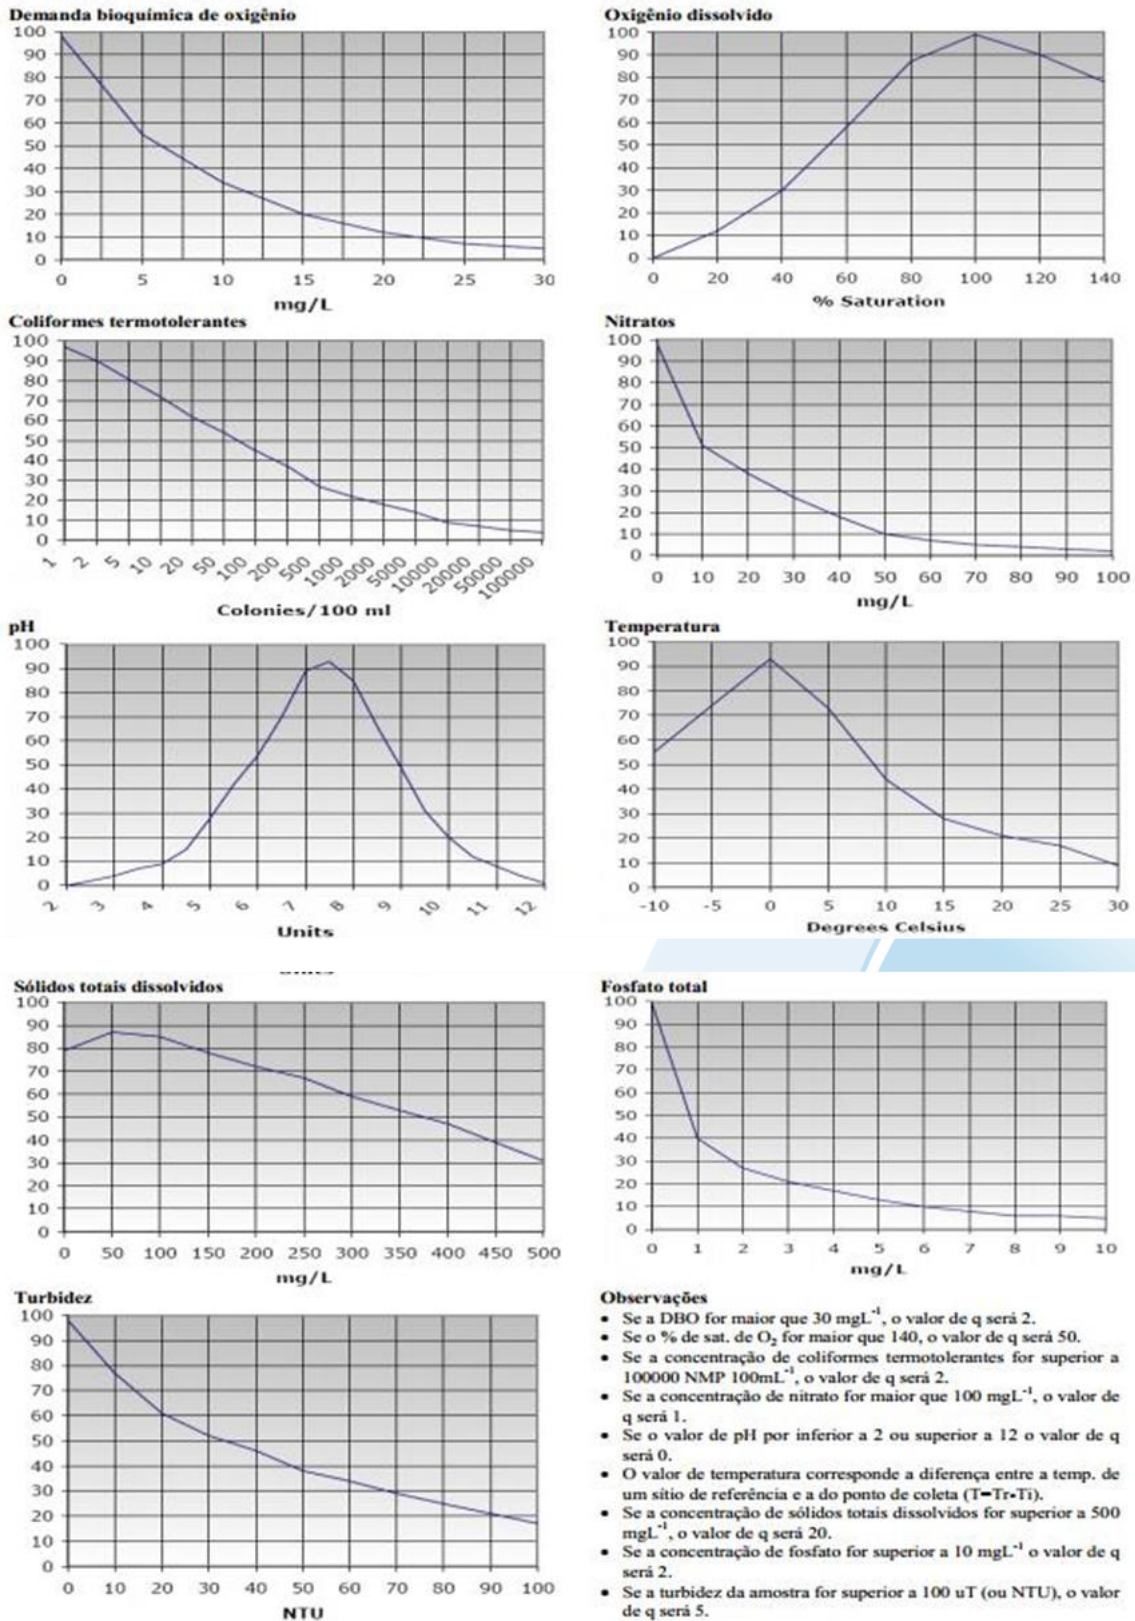 Demanda bioquímica de oxigênio
100
90
80
70
60
50
40
30
20
10
0
0 5 10 15 20 25 30
mg/L
Oxigênio dissolvido
100
90
80
70
60
50
40
30
20
10
0
0 20 40 60 80 100 120 140
% Saturation
Coliformes termotolerantes
100
90
80
70
60
50
40
30
20
10
0
1 2 5 10 20 50 100 200 500 1000 2000 5000 10000 20000 50000 100000
Colonies/100 ml
Nitratos
100
90
80
70
60
50
40
30
20
10
0
0 10 20 30 40 50 60 70 80 90 100
mg/L
pH
100
90
80
70
60
50
40
30
20
10
0
2 3 4 5 6 7 8 9 10 11 12
Units
Temperatura
100
90
80
70
60
50
40
30
20
10
0
-10 -5 0 5 10 15 20 25 30
Degrees Celsius
Sólidos totais dissolvidos
100
90
80
70
60
50
40
30
20
10
0
0 50 100 150 200 250 300 350 400 450 500
mg/L
Fosfato total
100
90
80
70
60
50
40
30
20
10
0
0 1 2 3 4 5 6 7 8 9 10
mg/L
Turbidez
100
90
80
70
60
50
40
30
20
10
0
0 10 20 30 40 50 60 70 80 90 100
NTU
Observações
• Se a DBO for maior que 30 mgL⁻¹, o valor de q será 2.
• Se o % de sat. de O₂ for maior que 140, o valor de q será 50.
• Se a concentração de coliformes termotolerantes for superior a
100000 NMP 100mL⁻¹, o valor de q será 2.
• Se a concentração de nitrato for maior que 100 mgL⁻¹, o valor de
q será 1.
• Se o valor de pH por inferior a 2 ou superior a 12 o valor de q
será 0.
• O valor de temperatura corresponde a diferença entre a temp. de
um sítio de referência e a do ponto de coleta (T=Tr-Ti).
• Se a concentração de sólidos totais dissolvidos for superior a 500
mgL⁻¹, o valor de q será 20.
• Se a concentração de fosfato for superior a 10 mgL⁻¹ o valor de q
será 2.
• Se a turbidez da amostra for superior a 100 uT (ou NTU), o valor
de q será 5.